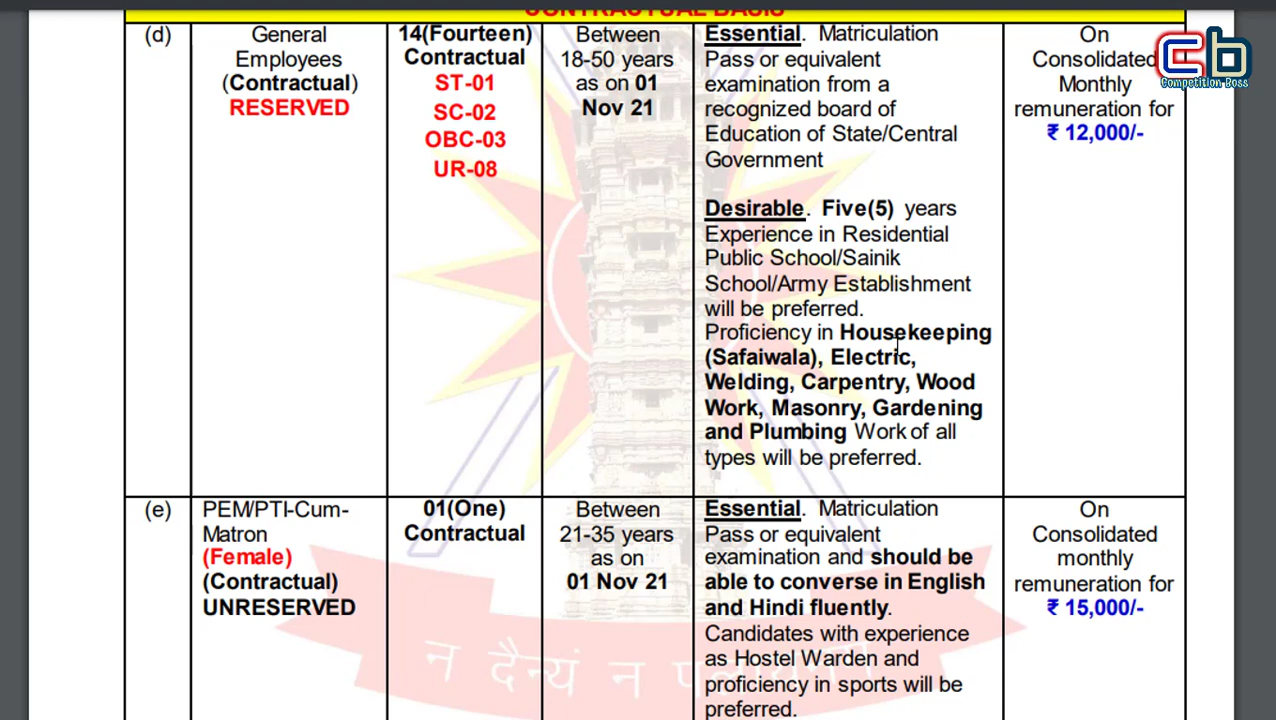 CONTRACTUAL BASIS
(d)
General
Employees
(Contractual)
RESERVED
14(Fourteen)
Contractual
ST-01
SC-02
OBC-03
UR-08
Between
18-50 years
as on 01
Nov 21
Essential. Matriculation
Pass or equivalent
examination from a
recognized board of
Education of State/Central
Government
Desirable. Five(5) years
Experience in Residential
Public School/Sainik
School/Army Establishment
will be preferred.
Proficiency in Housekeeping
(Safaiwala), Electric,
Welding, Carpentry, Wood
Work, Masonry, Gardening
and Plumbing Work of all
types will be preferred.
On
Consolidated
Monthly
remuneration for
₹ 12,000/-
cb
Competition Boss
(e)
PEM/PTI-Cum-
Matron
(Female)
(Contractual)
UNRESERVED
01(One)
Contractual
Between
21-35 years
as on
01 Nov 21
Essential. Matriculation
Pass or equivalent
examination and should be
able to converse in English
and Hindi fluently.
Candidates with experience
as Hostel Warden and
proficiency in sports will be
preferred.
On
Consolidated
monthly
remuneration for
₹ 15,000/-
न दैन्यं न